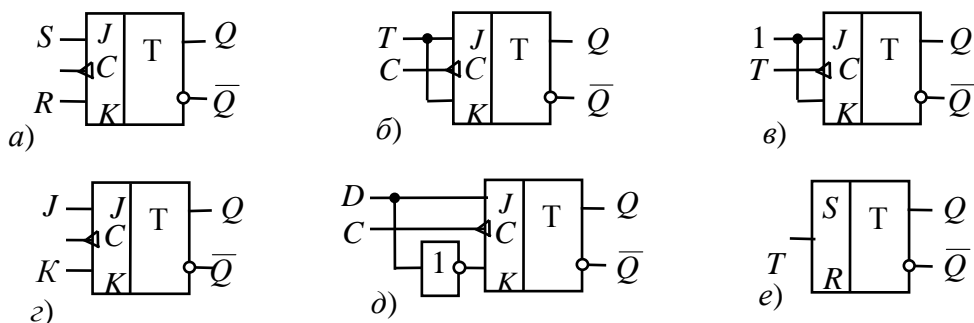 S J T Q
C
R K Q̅
а)
T J T Q
C C
K Q̅
б)
1 J T Q
T C
K Q̅
в)
J J T Q
C
К K Q̅
г)
D J T Q
C C
1 K Q̅
д)
S T Q
T R Q̅
е)